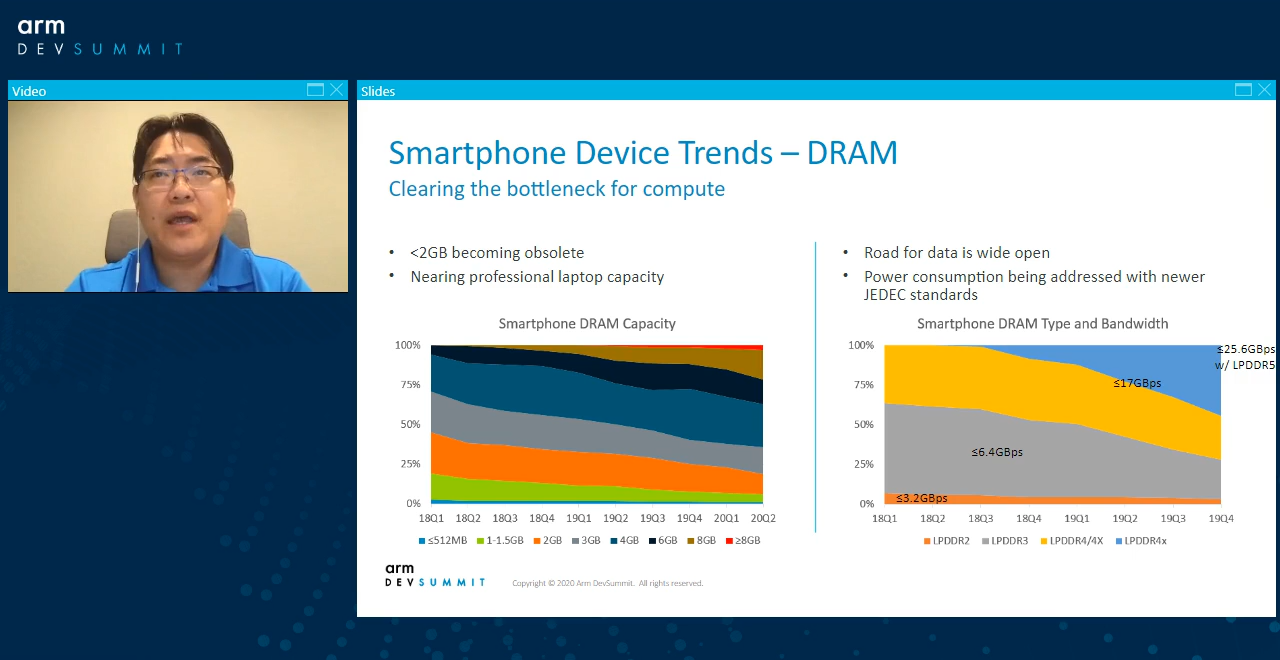 arm
DEVSUMMIT
Video
Slides
Smartphone Device Trends – DRAM
Clearing the bottleneck for compute
• <2GB becoming obsolete
• Nearing professional laptop capacity
Smartphone DRAM Capacity
100%
75%
50%
25%
0%
18Q1 18Q2 18Q3 18Q4 19Q1 19Q2 19Q3 19Q4 20Q1 20Q2
≤512MB 1-1.5GB 2GB 3GB 4GB 6GB 8GB ≥8GB
• Road for data is wide open
• Power consumption being addressed with newer
JEDEC standards
Smartphone DRAM Type and Bandwidth
100%
75%
50%
25%
0%
≤25.6GBps
w/ LPDDR5
≤17GBps
≤6.4GBps
≤3.2GBps
18Q1 18Q2 18Q3 18Q4 19Q1 19Q2 19Q3 19Q4
LPDDR2 LPDDR3 LPDDR4/4X LPDDR4x
arm
DEVSUMMIT
Copyright © 2020 Arm DevSummit. All rights reserved.